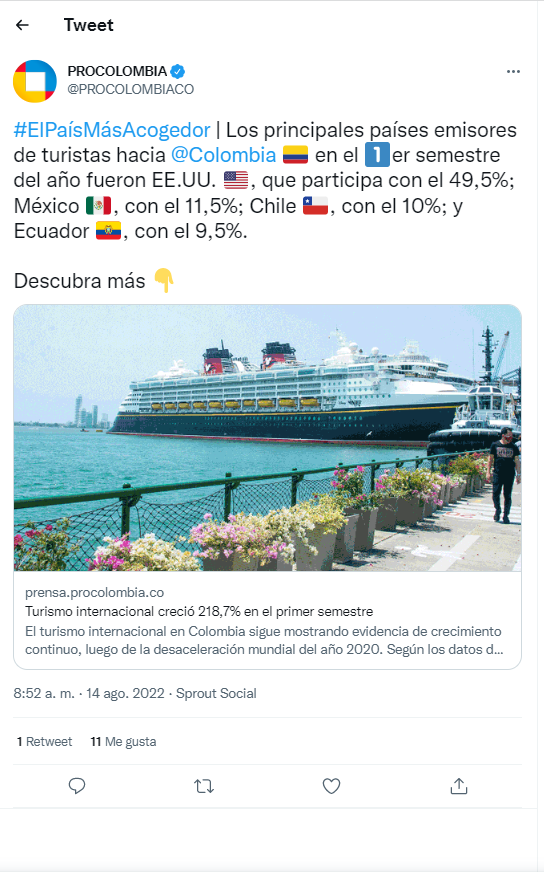 Tweet
PROCOLOMBIA
@PROCOLOMBIACO
#ElPaísMásAcogedor | Los principales países emisores
de turistas hacia @Colombia 🇨🇴 en el 1️⃣er semestre
del año fueron EE.UU. 🇺🇸, que participa con el 49,5%;
México 🇲🇽, con el 11,5%; Chile 🇨🇱, con el 10%; y
Ecuador 🇪🇨, con el 9,5%.
Descubra más 👇
prensa.procolombia.co
Turismo internacional creció 218,7% en el primer semestre
El turismo internacional en Colombia sigue mostrando evidencia de crecimiento
continuo, luego de la desaceleración mundial del año 2020. Según los datos d...
8:52 a. m. · 14 ago. 2022 · Sprout Social
1 Retweet 11 Me gusta